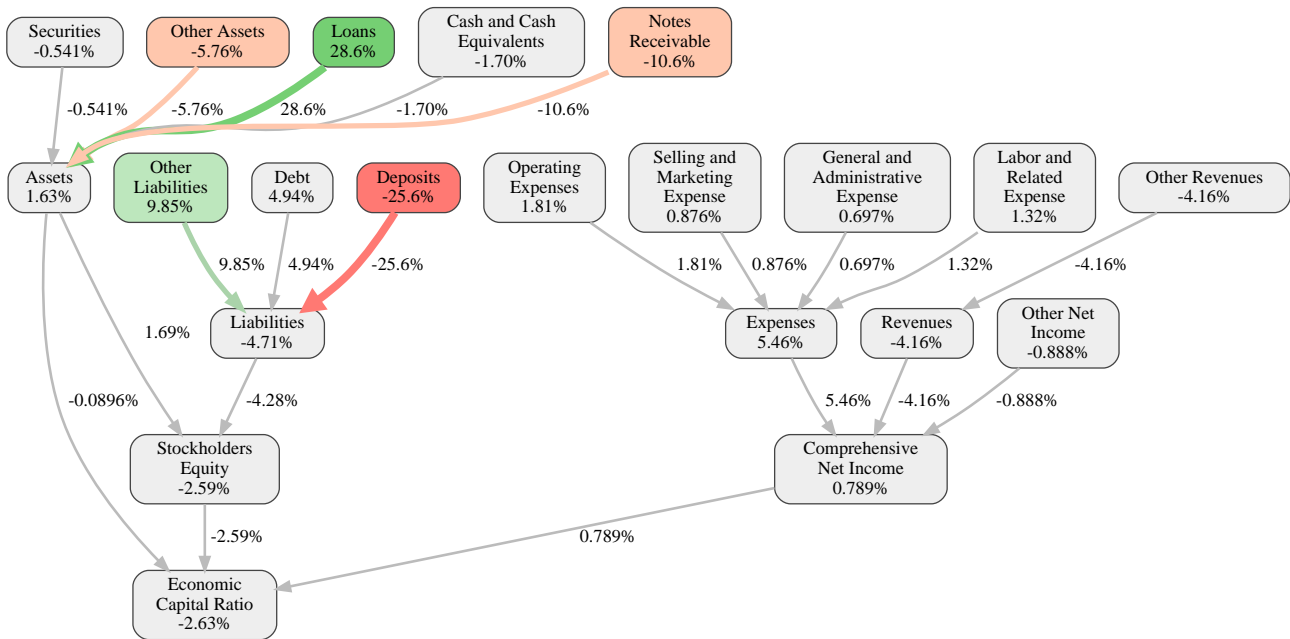 Securities
-0.541%
Other Assets
-5.76%
Loans
28.6%
Cash and Cash
Equivalents
-1.70%
Notes
Receivable
-10.6%
-0.541%
-5.76%
28.6%
-1.70%
-10.6%
Assets
1.63%
Other
Liabilities
9.85%
Debt
4.94%
Deposits
-25.6%
Operating
Expenses
1.81%
Selling and
Marketing
Expense
0.876%
General and
Administrative
Expense
0.697%
Labor and
Related
Expense
1.32%
Other Revenues
-4.16%
9.85%
4.94%
-25.6%
1.81%
0.876%
0.697%
1.32%
-4.16%
Liabilities
-4.71%
Expenses
5.46%
Revenues
-4.16%
Other Net
Income
-0.888%
1.69%
-0.0896%
-4.28%
5.46%
-4.16%
-0.888%
Stockholders
Equity
-2.59%
Comprehensive
Net Income
0.789%
-2.59%
0.789%
Economic
Capital Ratio
-2.63%